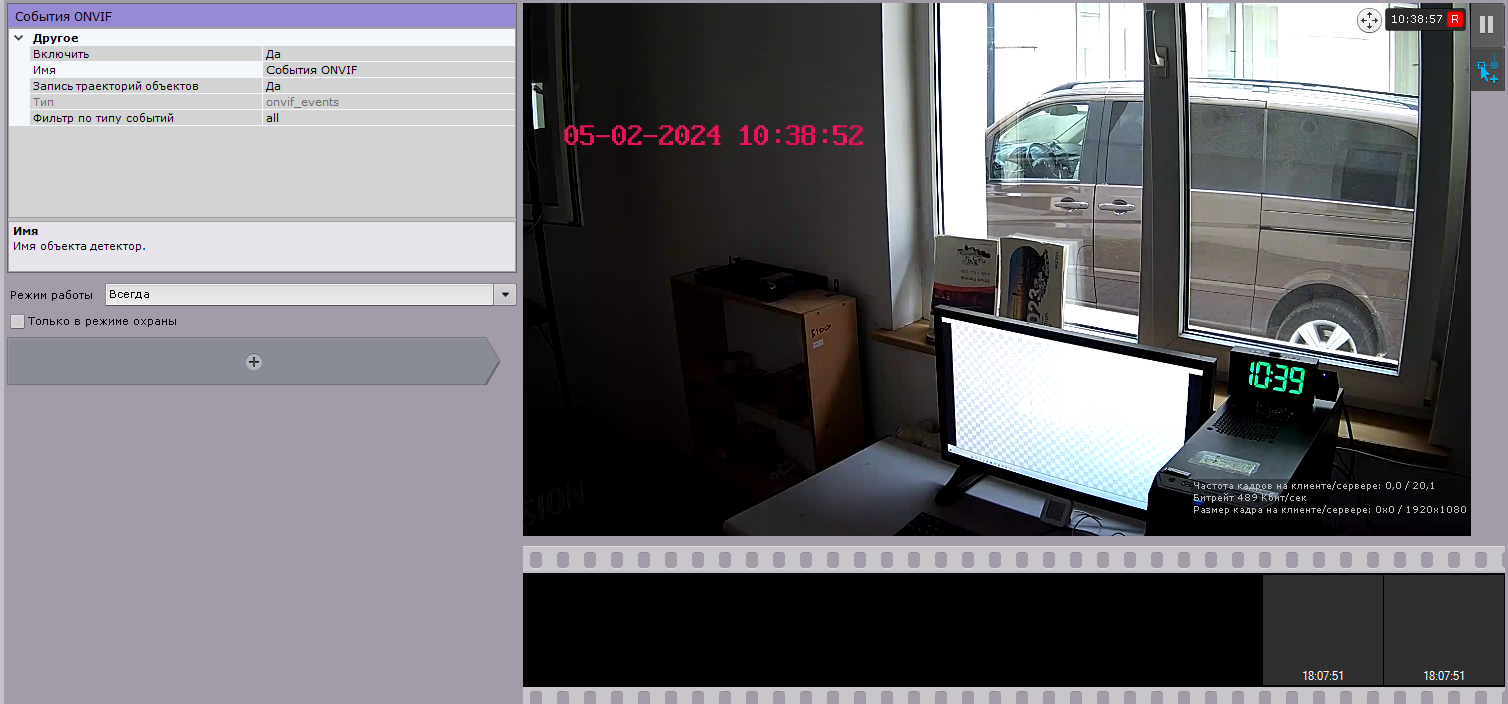 События ONVIF
Другое
Включить Да
Имя События ONVIF
Запись траекторий объектов Да
Тип onvif_events
Фильтр по типу событий all
Имя
Имя объекта детектор.
Режим работы Всегда
Только в режиме охраны
10:38:57 R
05-02-2024 10:38:52
10:39
Частота кадров на клиенте/сервере: 0,0 / 20,1
Битрейт 489 Кбит/сек
Размер кадра на клиенте/сервере: 0x0 / 1920x1080
18:07:51 18:07:51